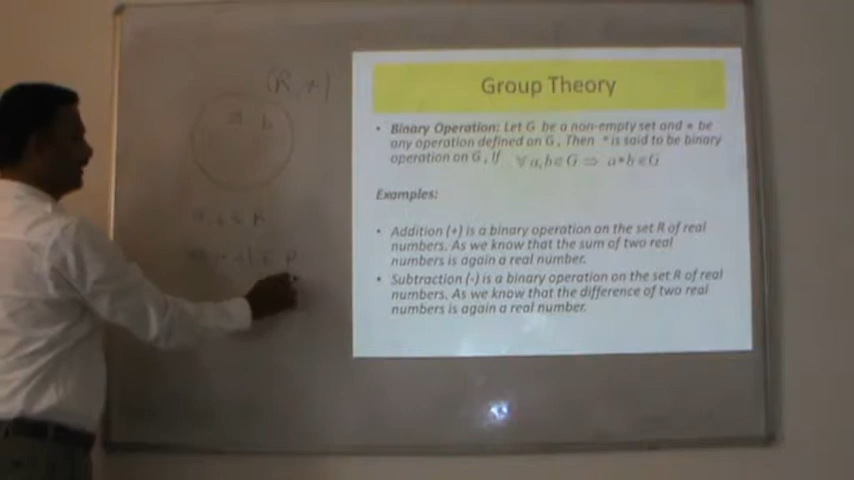 Group Theory
• Binary Operation: Let G be a non-empty set and * be
any operation defined on G , Then * is said to be binary
operation on G , If ∀ a,b ∈ G ⇒ a*b ∈ G
Examples:
• Addition (+) is a binary operation on the set R of real
numbers. As we know that the sum of two real
numbers is again a real number.
• Subtraction (-) is a binary operation on the set R of real
numbers. As we know that the difference of two real
numbers is again a real number.